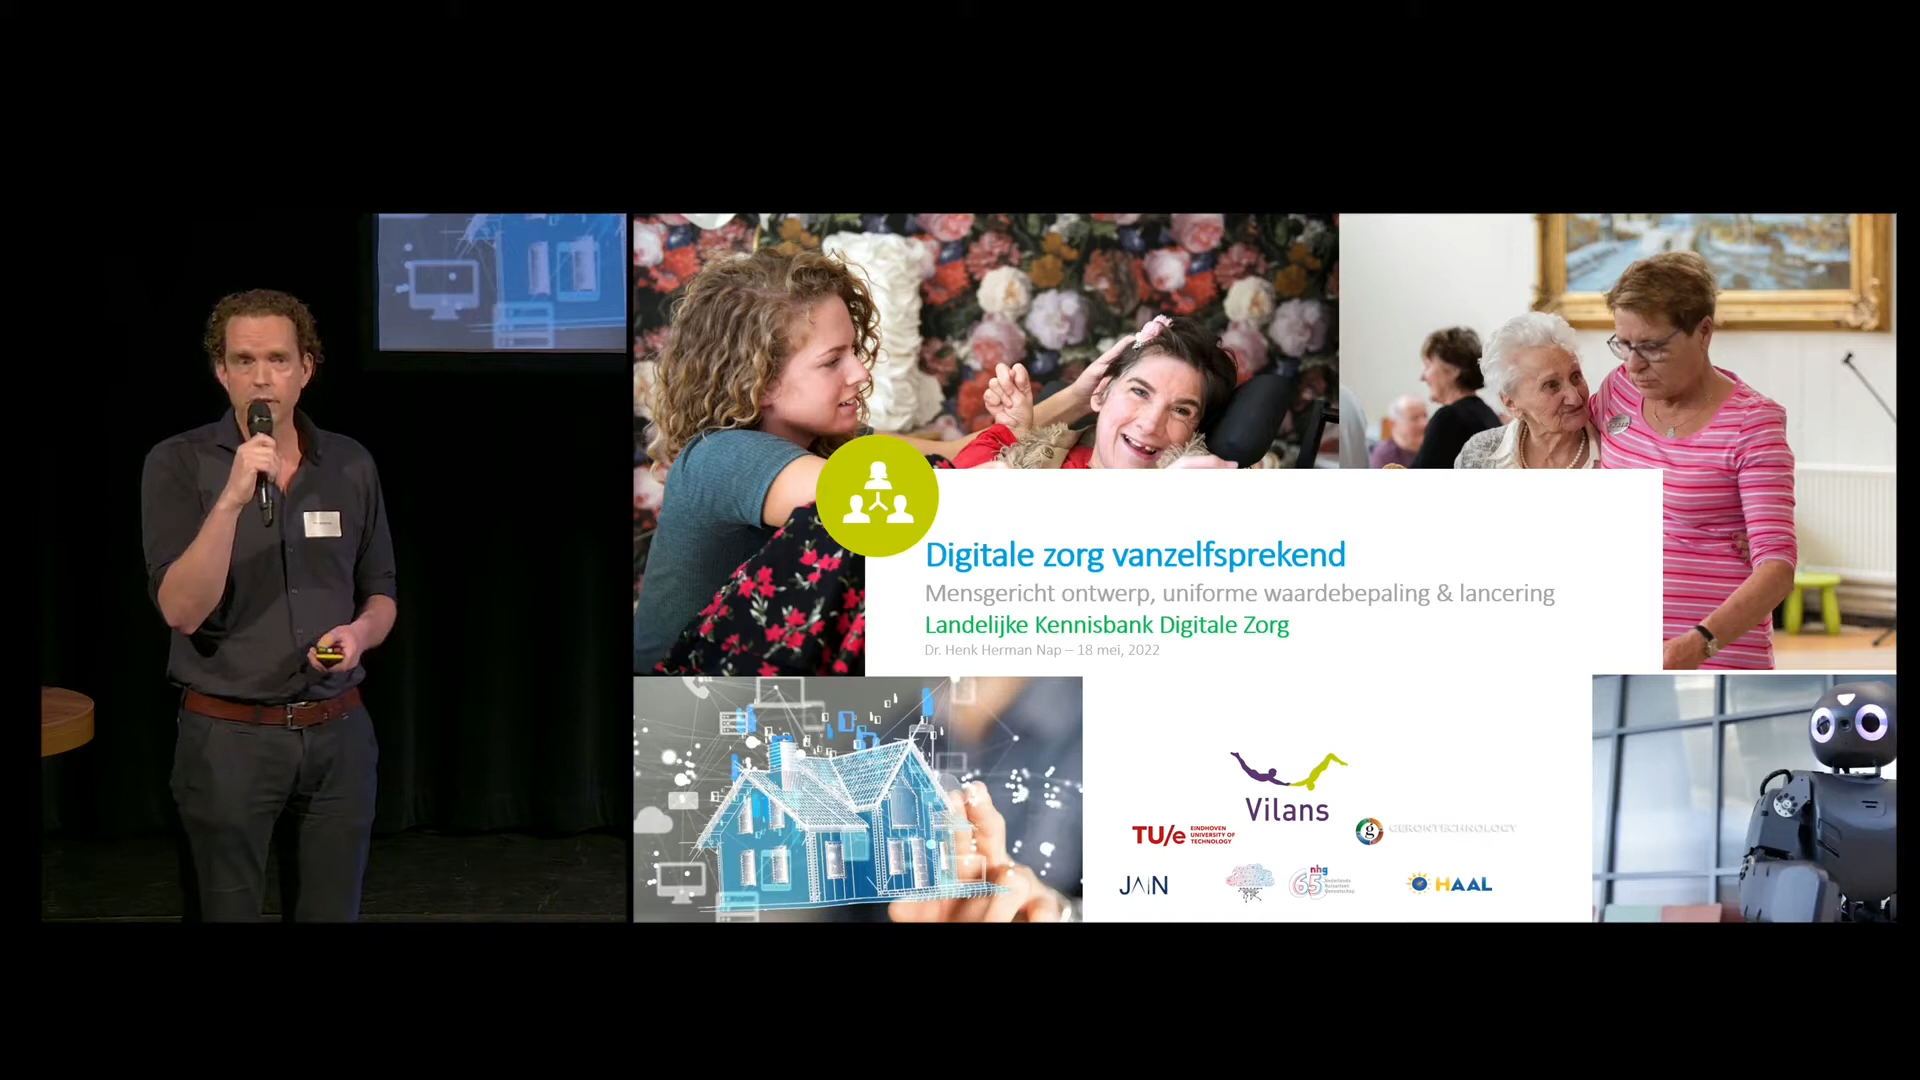 Digitale zorg vanzelfsprekend
Mensgericht ontwerp, uniforme waardebepaling & lancering
Landelijke Kennisbank Digitale Zorg
Dr. Henk Herman Nap – 18 mei, 2022
Vilans
TU/e EINDHOVEN
UNIVERSITY OF
TECHNOLOGY
g GERONTECHNOLOGY
JAIN
nhg
65
HAAL